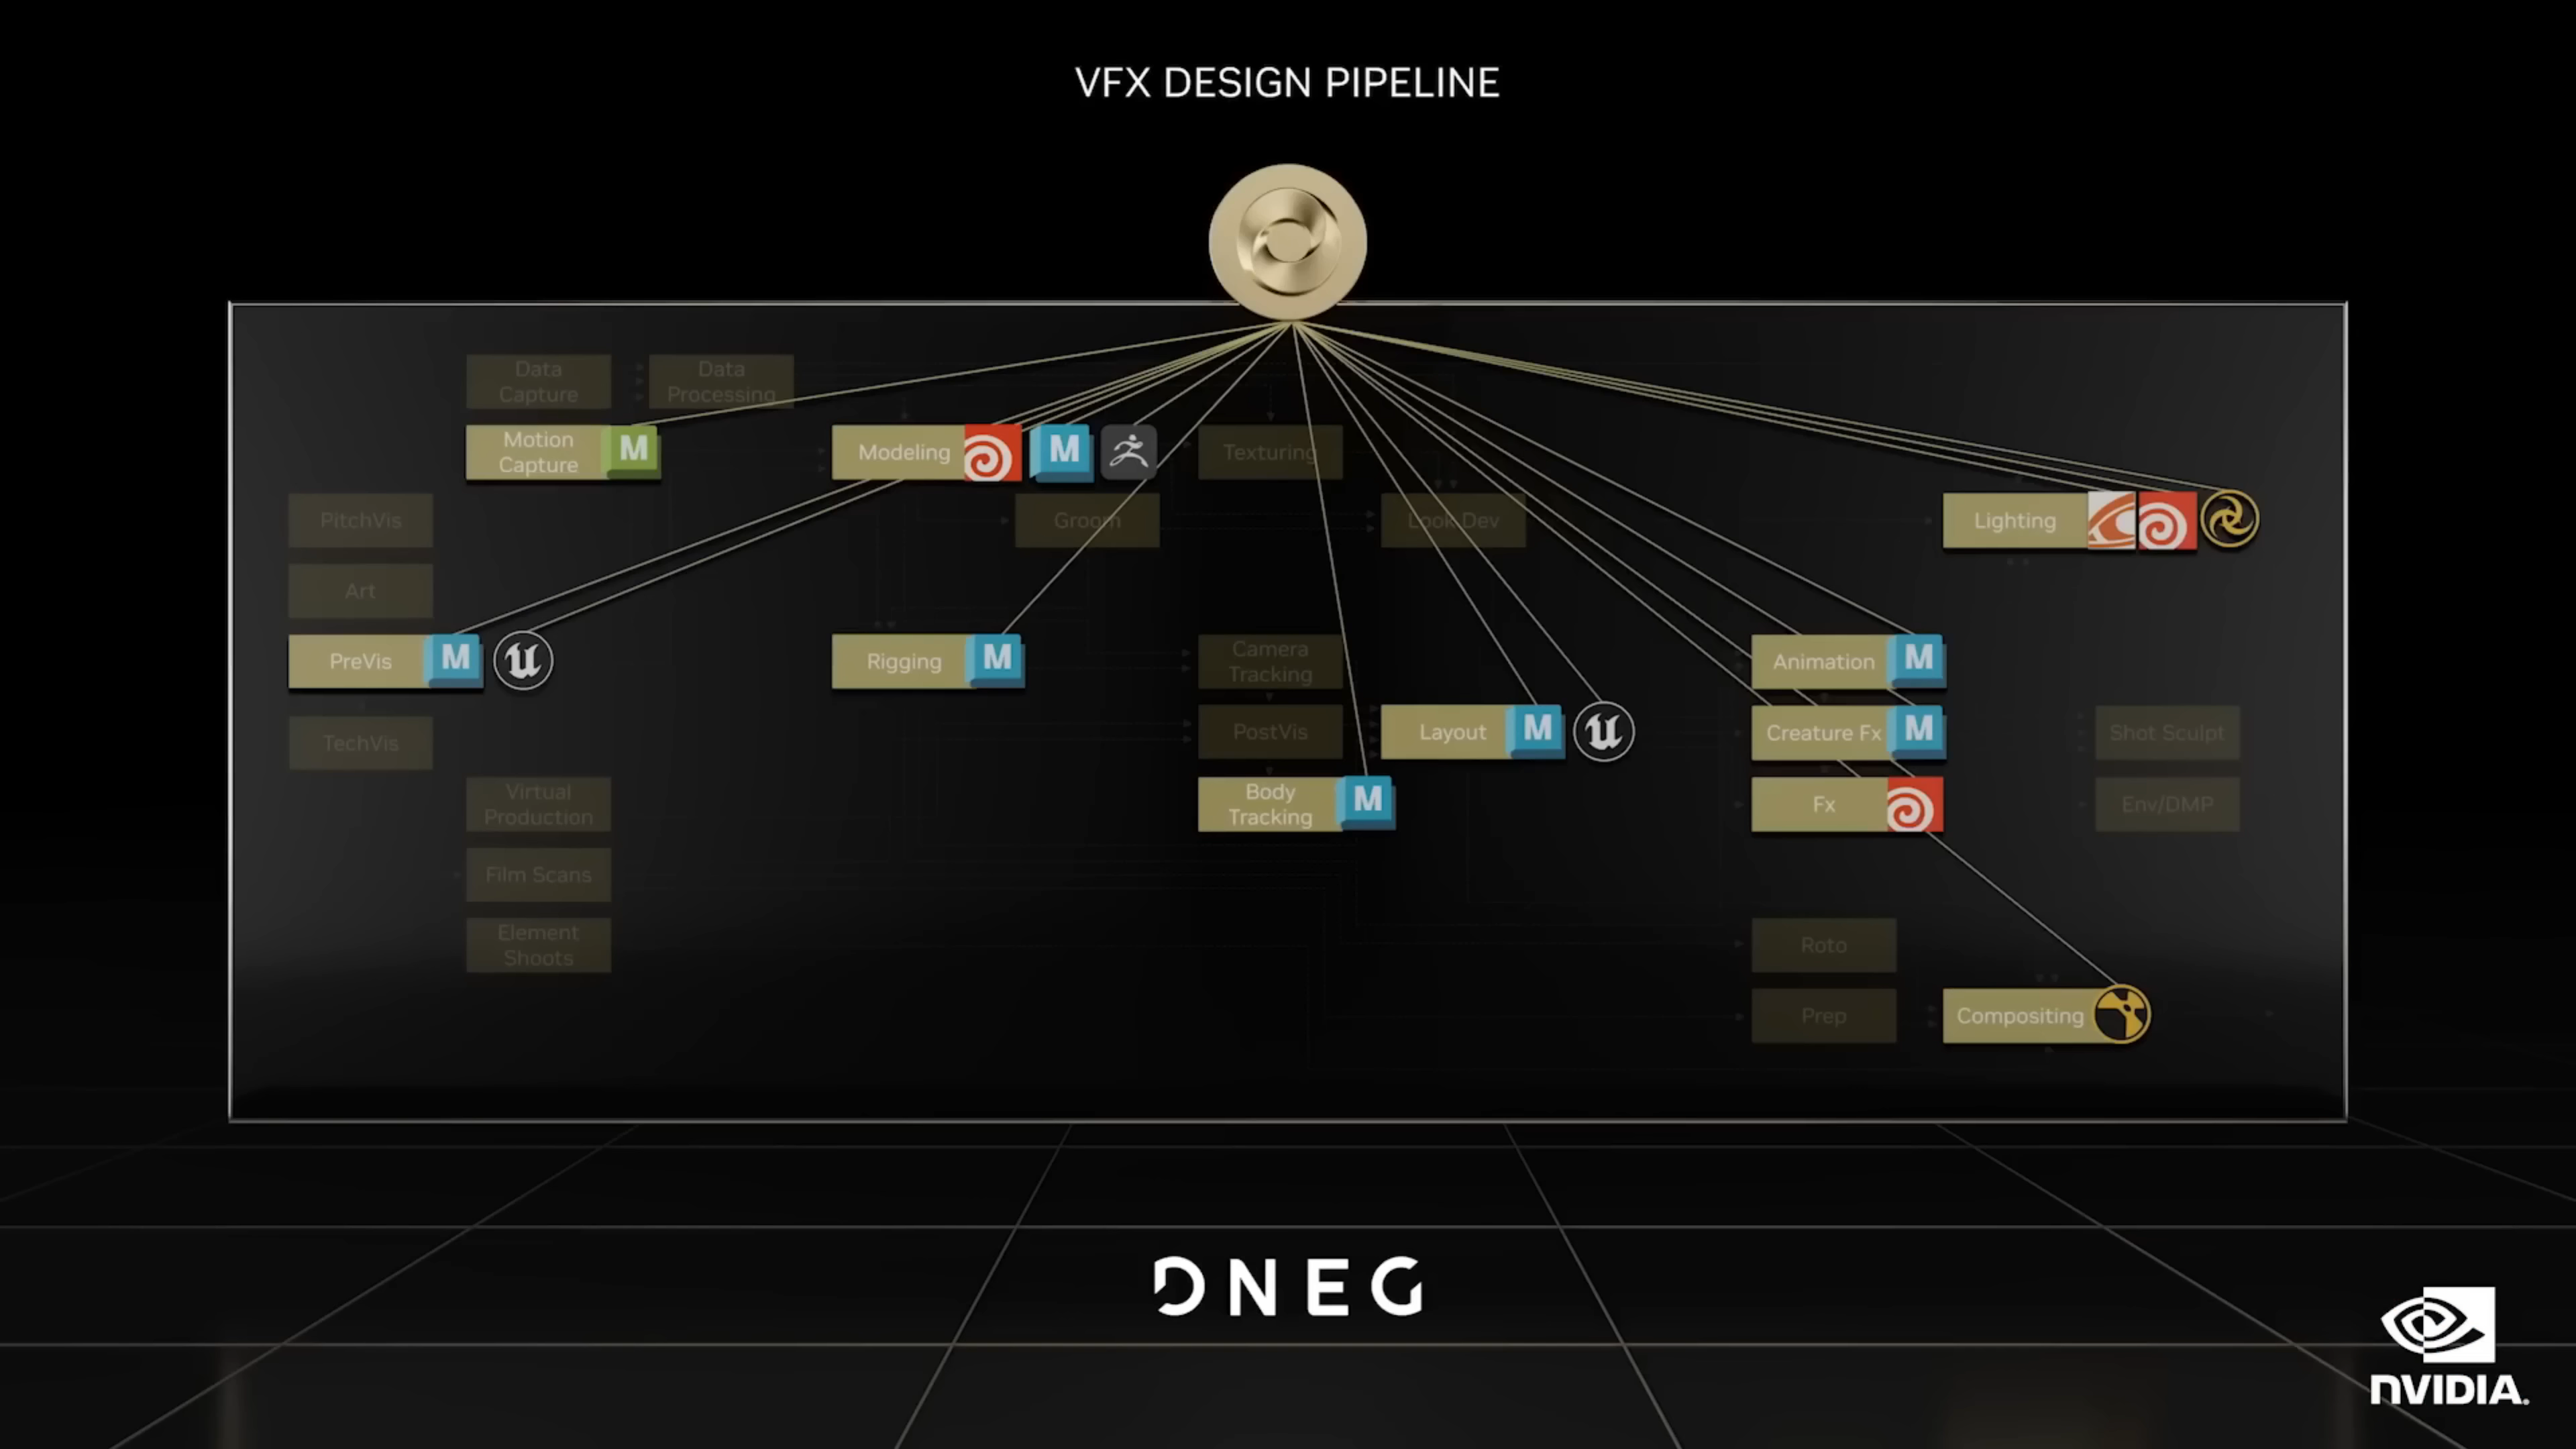 VFX DESIGN PIPELINE
Data
Capture
Data
Processing
Motion
Capture
M
Modeling
M
Texturing
PitchVis
Groom
Look Dev
Lighting
Art
PreVis
M
Rigging
M
Camera
Tracking
Animation
M
TechVis
PostVis
Layout
M
Creature Fx
M
Shot Sculpt
Virtual
Production
Body
Tracking
M
Fx
Env/DMP
Film Scans
Element
Shoots
Roto
Prep
Compositing
DNEG
NVIDIA.